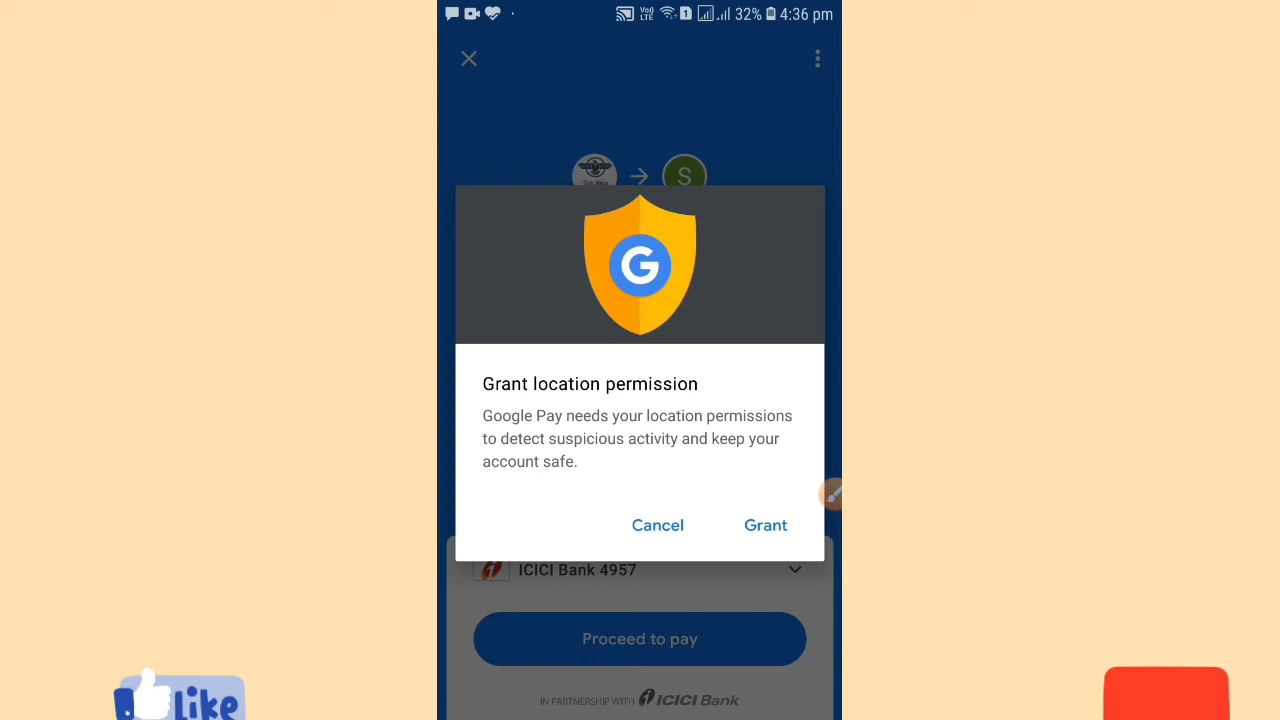 32% 4:36 pm
S
G
Grant location permission
Google Pay needs your location permissions
to detect suspicious activity and keep your
account safe.
Cancel Grant
ICICI Bank 4957
Proceed to pay
IN PARTNERSHIP WITH ICICI Bank
Like